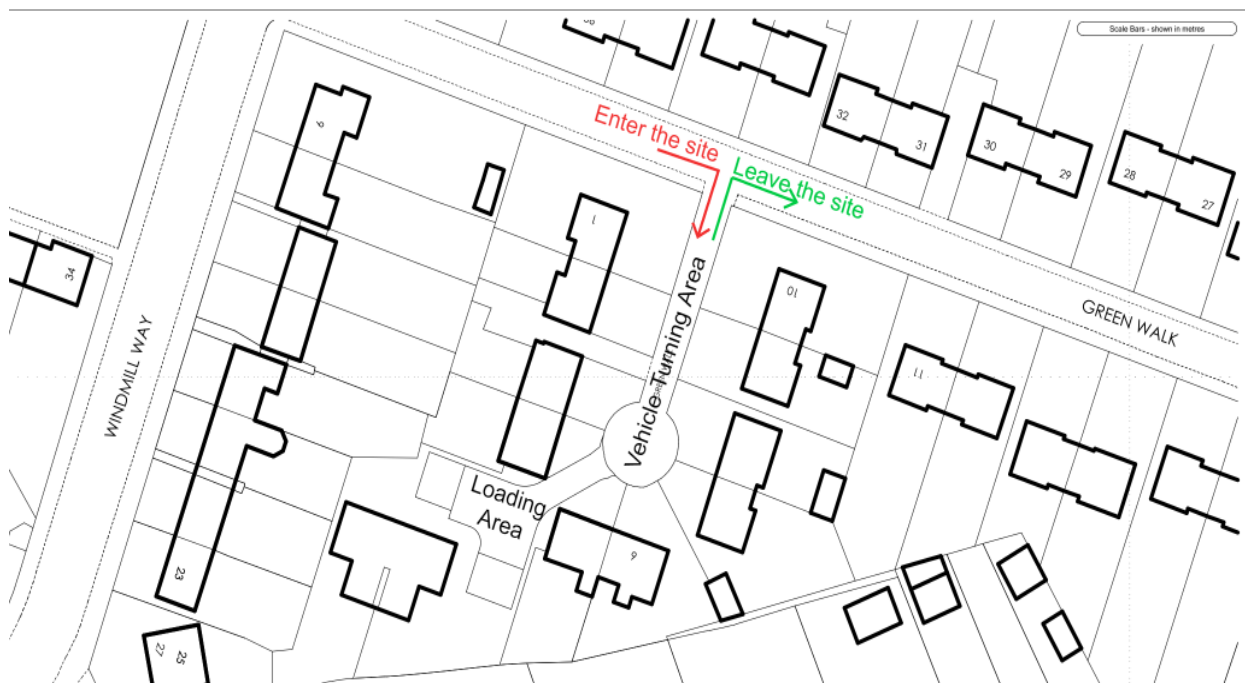 Scale Bars - shown in metres
32
31
30
29
28
27
Enter the site
Leave the site
9
1
34
10
GREEN WALK
WINDMILL WAY
Vehicle Turning Area
11
Loading
Area
9
23
27
25